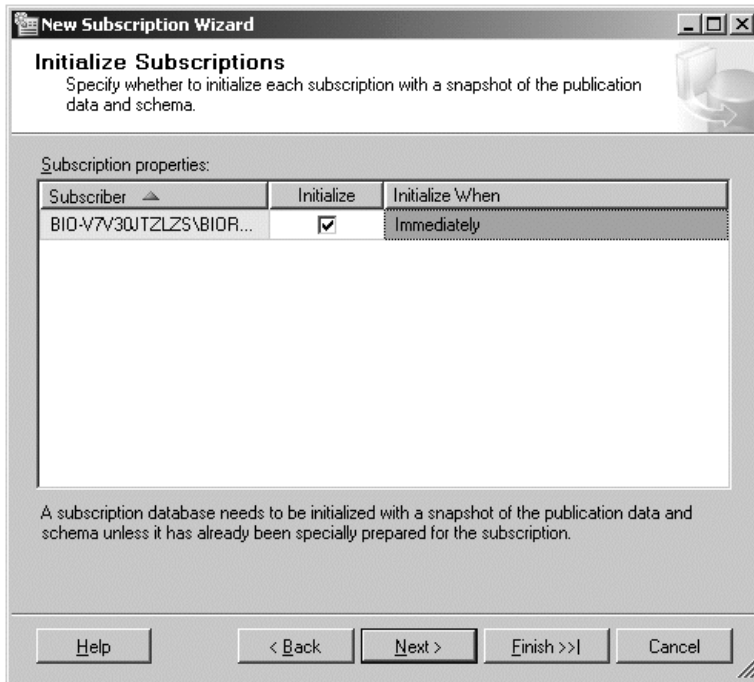 New Subscription Wizard
Initialize Subscriptions
Specify whether to initialize each subscription with a snapshot of the publication
data and schema.
Subscription properties:
Subscriber Initialize Initialize When
BIO-V7V30JTZLZS\BIOR... Immediately
A subscription database needs to be initialized with a snapshot of the publication data and
schema unless it has already been specially prepared for the subscription.
Help < Back Next > Finish >>| Cancel